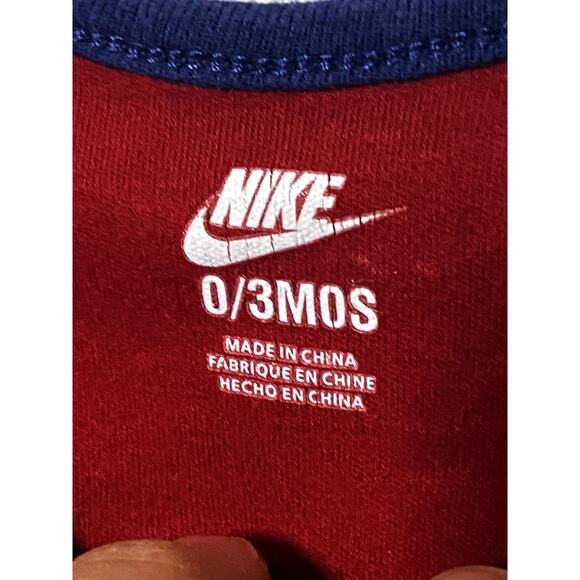 NIKE
0/3MOS
MADE IN CHINA
FABRIQUE EN CHINE
HECHO EN CHINA